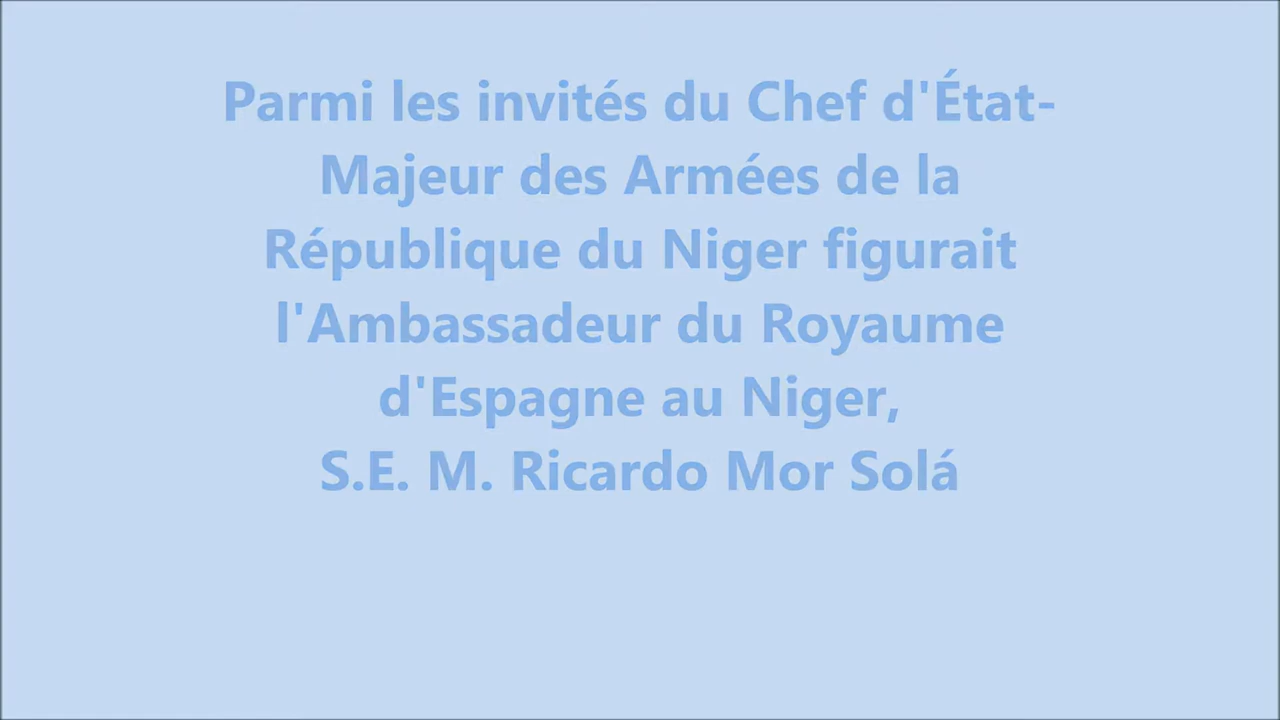 Parmi les invités du Chef d'État-
Majeur des Armées de la
République du Niger figurait
l'Ambassadeur du Royaume
d'Espagne au Niger,
S.E. M. Ricardo Mor Solá